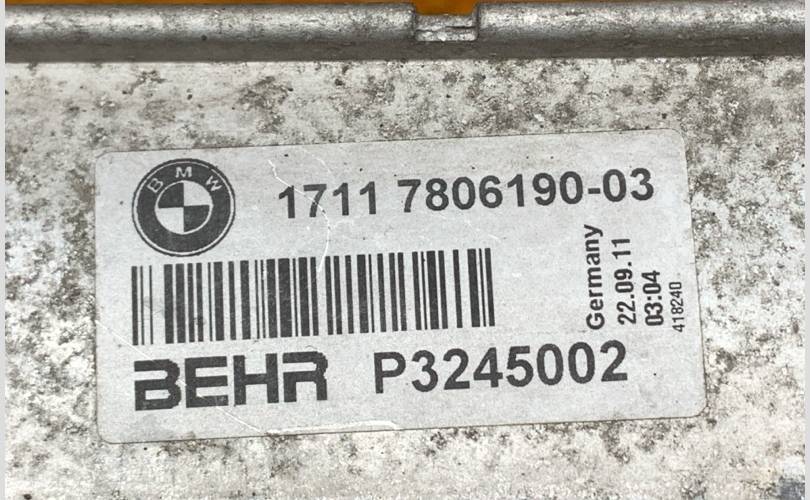 BMW
1711 7806190-03
Germany
22.09.11
03:04
418240
BEHR P3245002